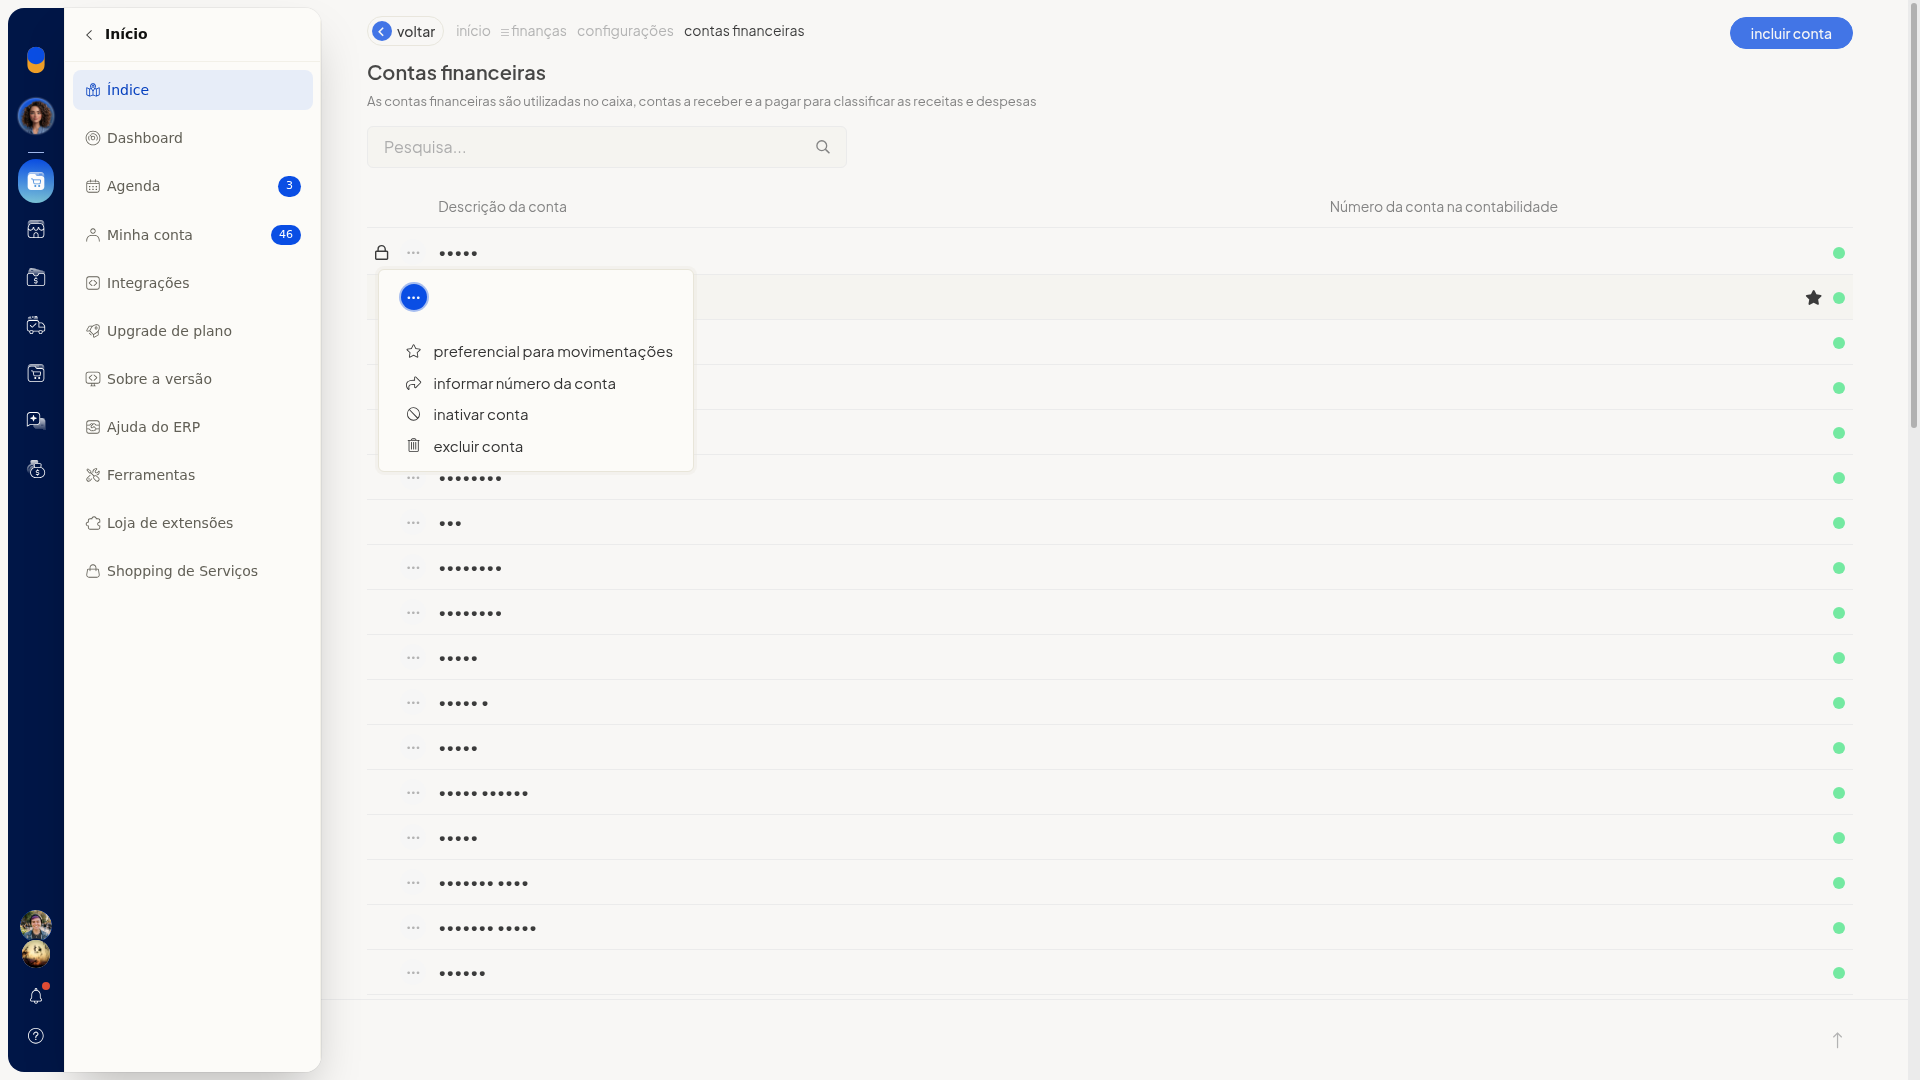 Início
Índice
Dashboard
Agenda 3
Minha conta 46
Integrações
Upgrade de plano
Sobre a versão
Ajuda do ERP
Ferramentas
Loja de extensões
Shopping de Serviços
voltar início finanças configurações contas financeiras
incluir conta
Contas financeiras
As contas financeiras são utilizadas no caixa, contas a receber e a pagar para classificar as receitas e despesas
Pesquisa...
Descrição da conta Número da conta na contabilidade
•••••
preferencial para movimentações
informar número da conta
inativar conta
excluir conta
••••••••
•••
••••••••
••••••••
•••••
••••• •
•••••
••••• ••••••
•••••
••••••• ••••
••••••• •••••
••••••